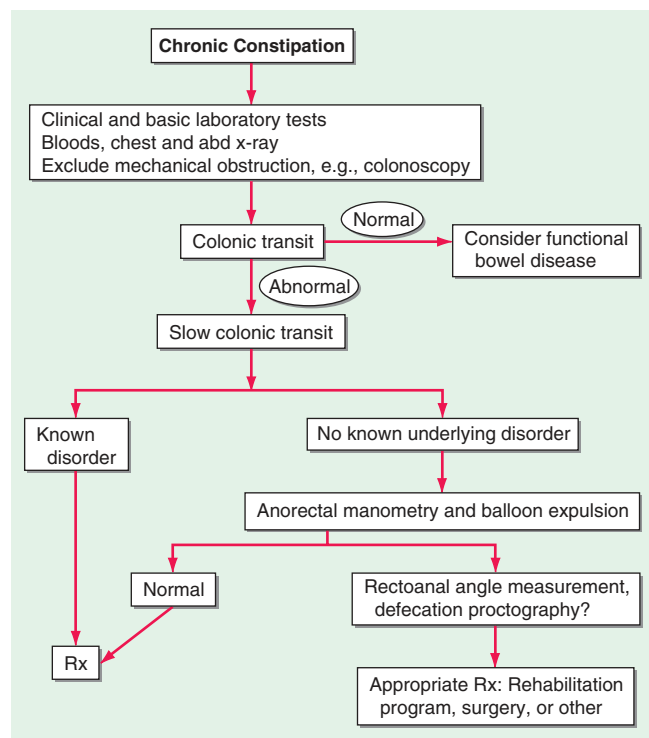 Chronic Constipation
Clinical and basic laboratory tests
Bloods, chest and abd x-ray
Exclude mechanical obstruction, e.g., colonoscopy
Normal
Colonic transit
Consider functional
bowel disease
Abnormal
Slow colonic transit
Known
disorder
No known underlying disorder
Anorectal manometry and balloon expulsion
Normal
Rectoanal angle measurement,
defecation proctography?
Rx
Appropriate Rx: Rehabilitation
program, surgery, or other